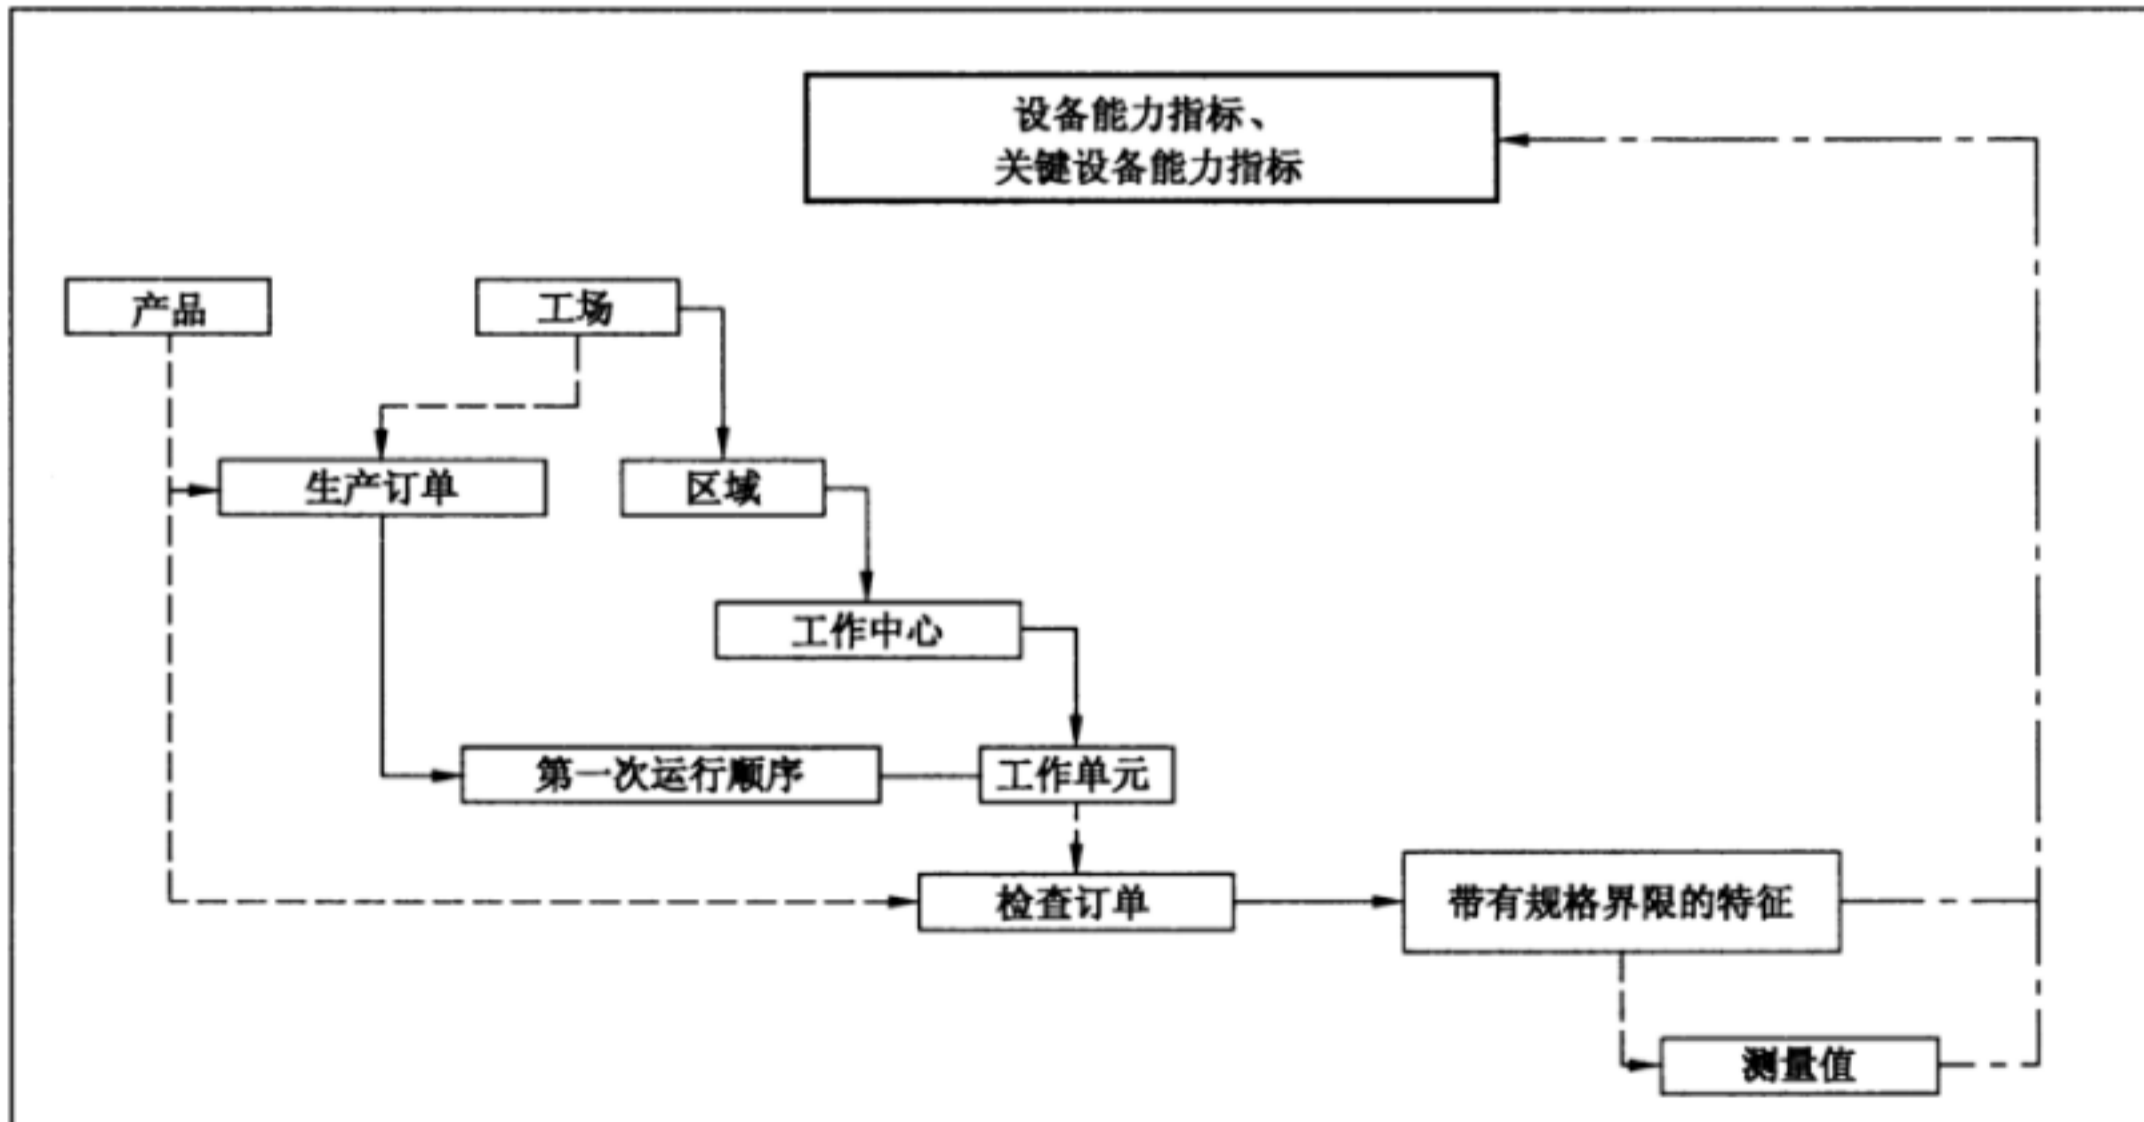 设备能力指标、
关键设备能力指标
产品
工场
生产订单
区域
工作中心
第一次运行顺序
工作单元
检查订单
带有规格界限的特征
测量值